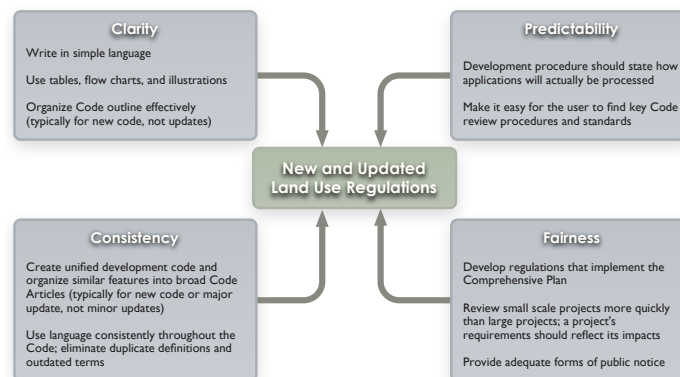 Clarity
Write in simple language
Use tables, flow charts, and illustrations
Organize Code outline effectively
(typically for new code, not updates)
Predictability
Development procedure should state how
applications will actually be processed
Make it easy for the user to find key Code
review procedures and standards
New and Updated
Land Use Regulations
Consistency
Create unified development code and
organize similar features into broad Code
Articles (typically for new code or major
update, not minor updates)
Use language consistently throughout the
Code; eliminate duplicate definitions and
outdated terms
Fairness
Develop regulations that implement the
Comprehensive Plan
Review small scale projects more quickly
than large projects; a project's
requirements should reflect its impacts
Provide adequate forms of public notice